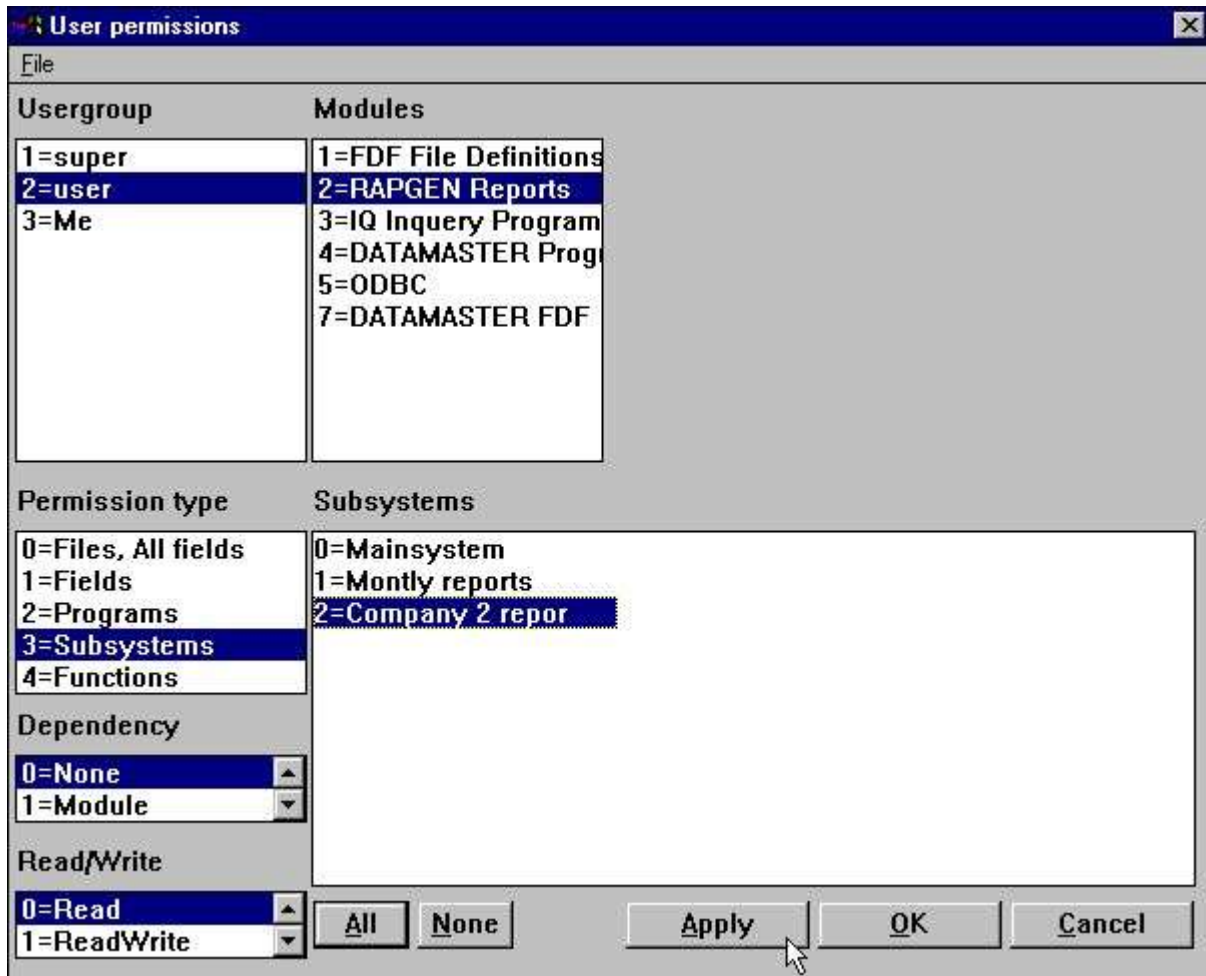 User permissions
File
Usergroup
Modules
1=super
2=user
3=Me
1=FDF File Definitions
2=RAPGEN Reports
3=IQ Inquery Program
4=DATAMASTER Progr
5=ODBC
7=DATAMASTER FDF
Permission type
Subsystems
0=Files, All fields
1=Fields
2=Programs
3=Subsystems
4=Functions
0=Mainsystem
1=Montly reports
2=Company 2 repor
Dependency
0=None
1=Module
Read/Write
0=Read
1=ReadWrite
All
None
Apply
OK
Cancel